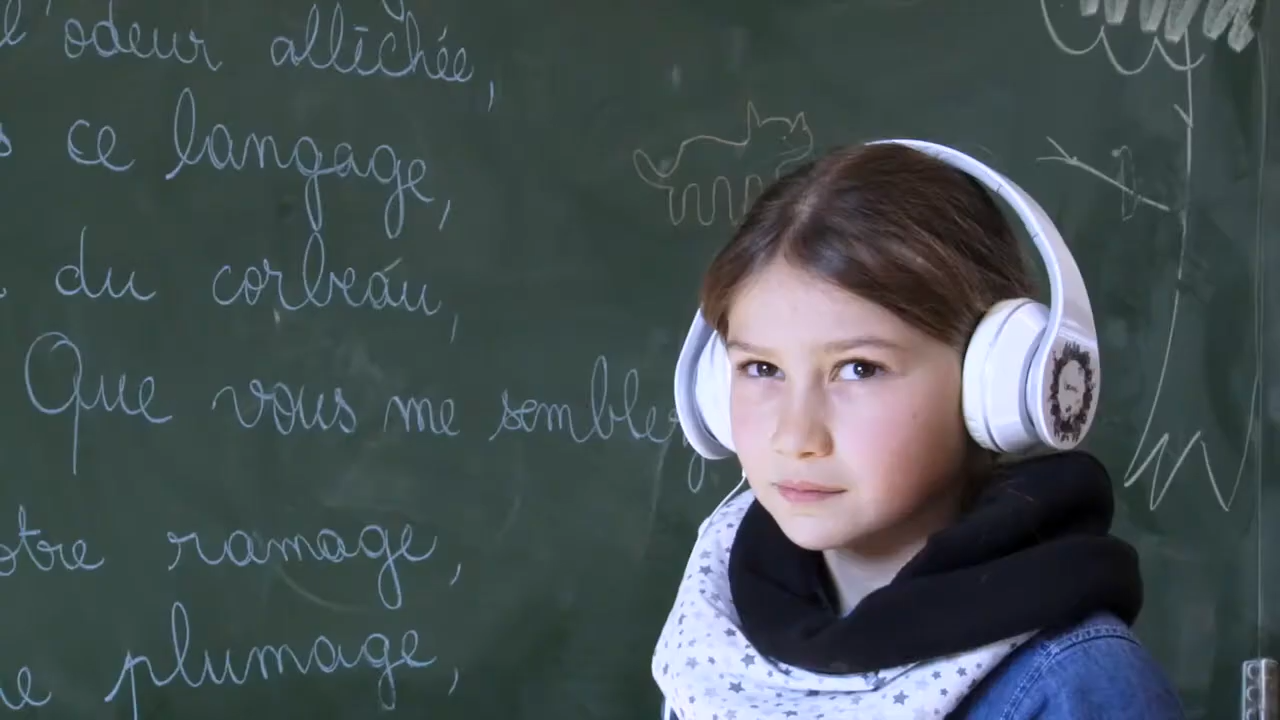 l'odeur alléchée,
ce langage,
du corbeau,
Que vous me semblez
otre ramage,
plumage,